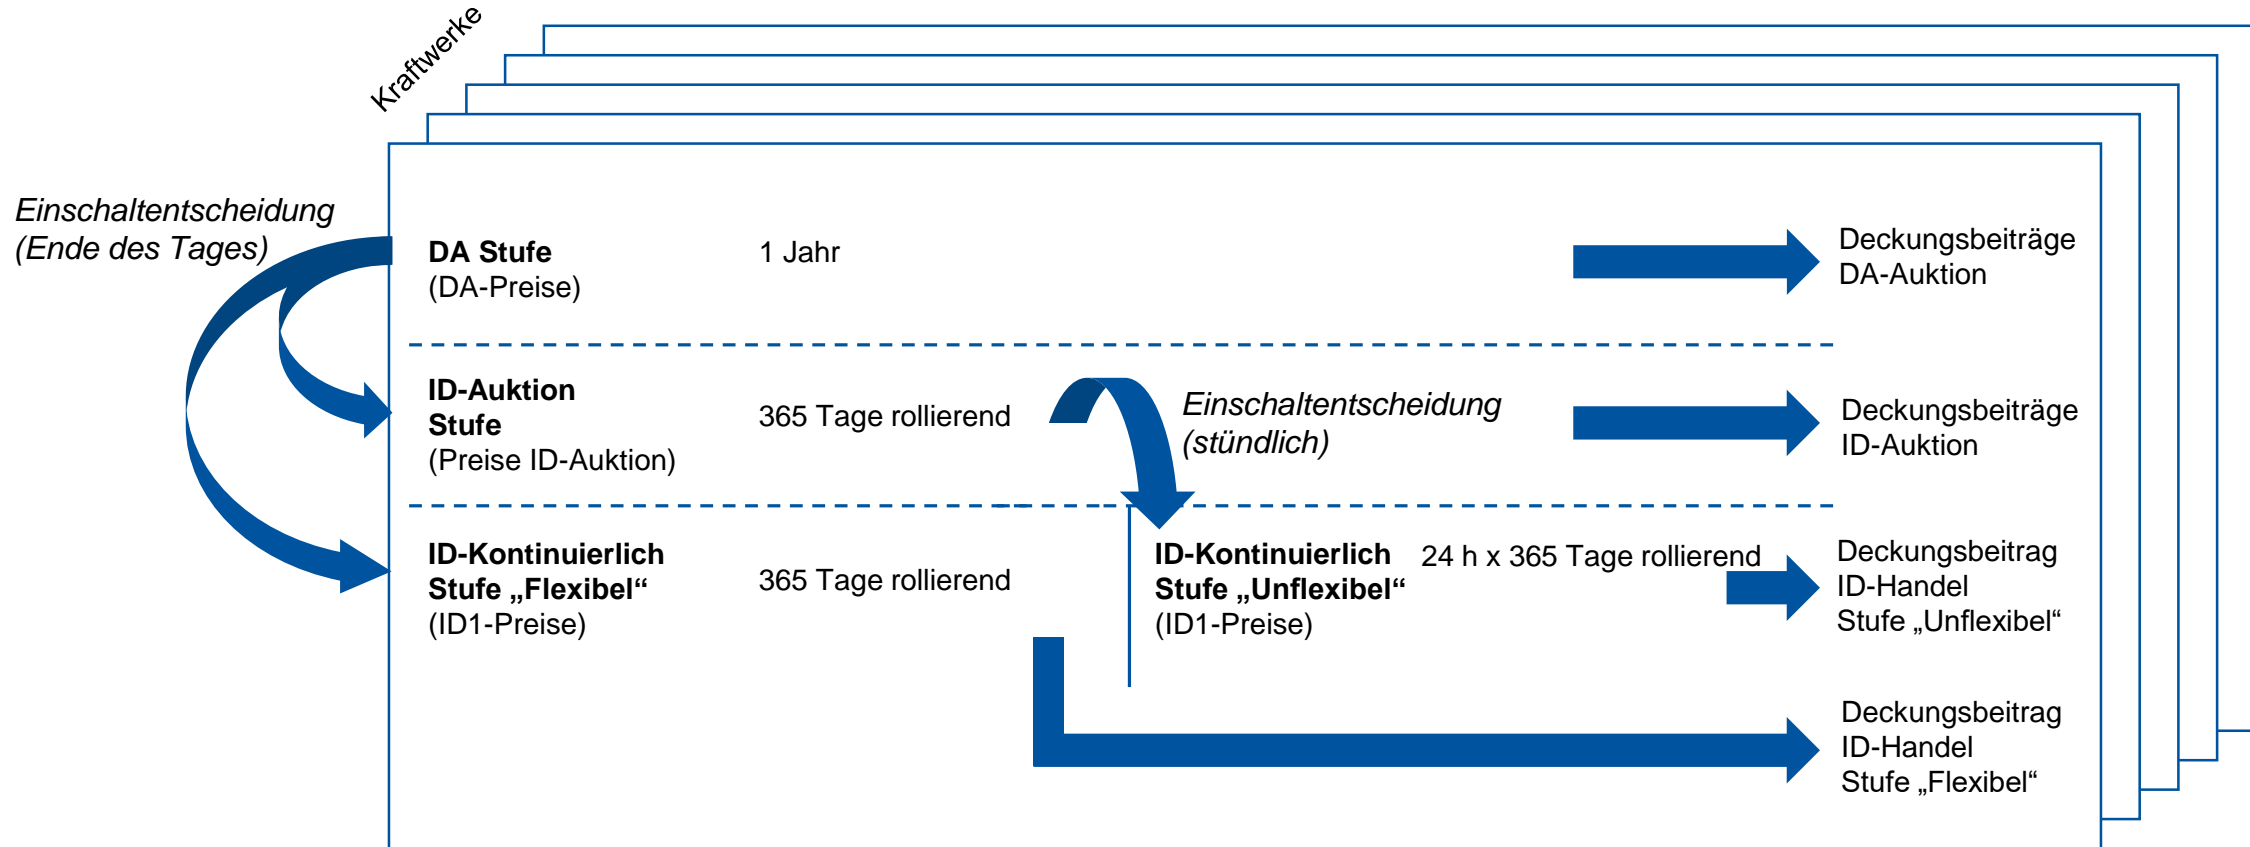 Kraftwerke
Einschaltentscheidung
(Ende des Tages)
DA Stufe
(DA-Preise)
1 Jahr
Deckungsbeiträge
DA-Auktion
ID-Auktion
Stufe
(Preise ID-Auktion)
365 Tage rollierend
Einschaltentscheidung
(stündlich)
Deckungsbeiträge
ID-Auktion
ID-Kontinuierlich
Stufe „Flexibel“
(ID1-Preise)
365 Tage rollierend
ID-Kontinuierlich
Stufe „Unflexibel“
(ID1-Preise)
24 h x 365 Tage rollierend
Deckungsbeitrag
ID-Handel
Stufe „Unflexibel“
Deckungsbeitrag
ID-Handel
Stufe „Flexibel“